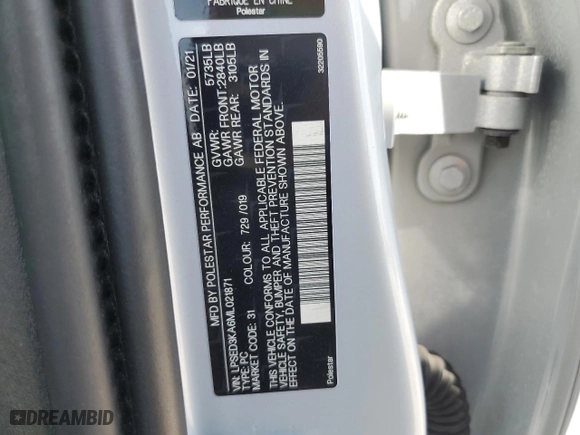 FABRIQUÉ EN CHINE
Polestar
MFD BY POLESTAR PERFORMANCE AB DATE: 01/21
GVWR: 5735LB
GAWR FRONT:2840LB
GAWR REAR: 3105LB
VIN: LPSED3KA6ML021871
TYPE: PC
MARKET CODE: 31 COLOUR: 729 /019
THIS VEHICLE CONFORMS TO ALL APPLICABLE FEDERAL MOTOR
VEHICLE SAFETY, BUMPER AND THEFT PREVENTION STANDARDS IN
EFFECT ON THE DATE OF MANUFACTURE SHOWN ABOVE.
Polestar
32205590
DREAMBID